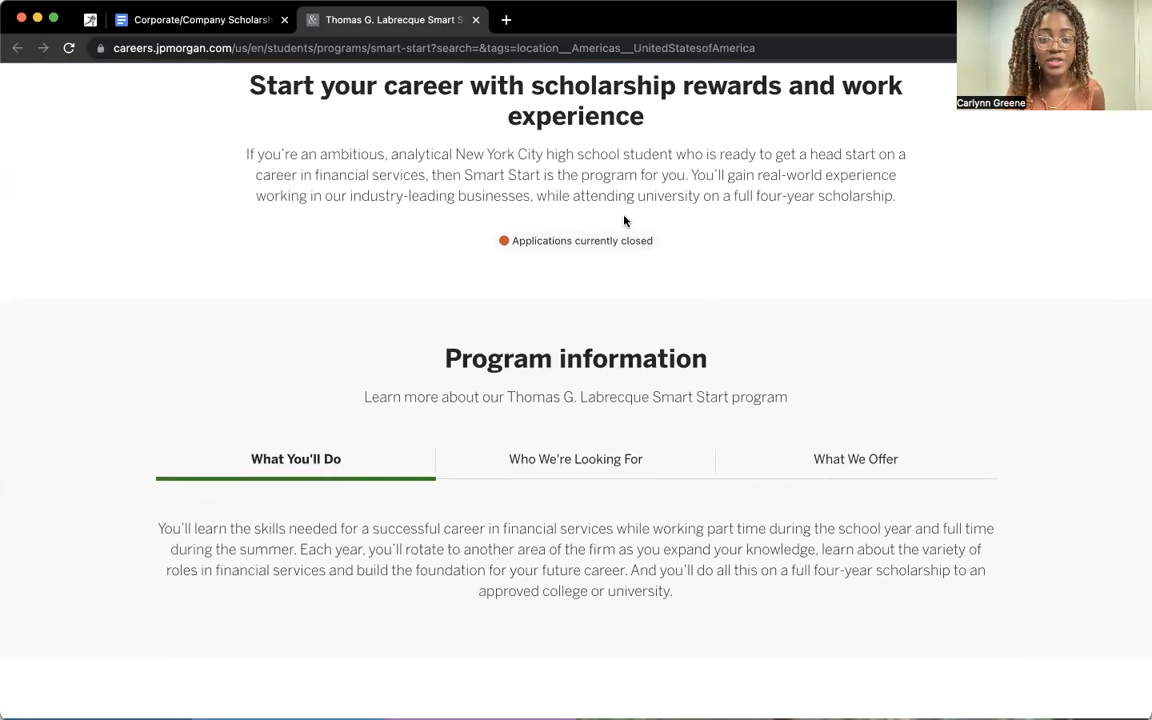 Corporate/Company Scholarsh
Thomas G. Labrecque Smart S
careers.jpmorgan.com/us/en/students/programs/smart-start?search=&tags=location__Americas__UnitedStatesofAmerica
Carlynn Greene
Start your career with scholarship rewards and work
experience
If you're an ambitious, analytical New York City high school student who is ready to get a head start on a
career in financial services, then Smart Start is the program for you. You'll gain real-world experience
working in our industry-leading businesses, while attending university on a full four-year scholarship.
Applications currently closed
Program information
Learn more about our Thomas G. Labrecque Smart Start program
What You'll Do
Who We're Looking For
What We Offer
You'll learn the skills needed for a successful career in financial services while working part time during the school year and full time
during the summer. Each year, you'll rotate to another area of the firm as you expand your knowledge, learn about the variety of
roles in financial services and build the foundation for your future career. And you'll do all this on a full four-year scholarship to an
approved college or university.